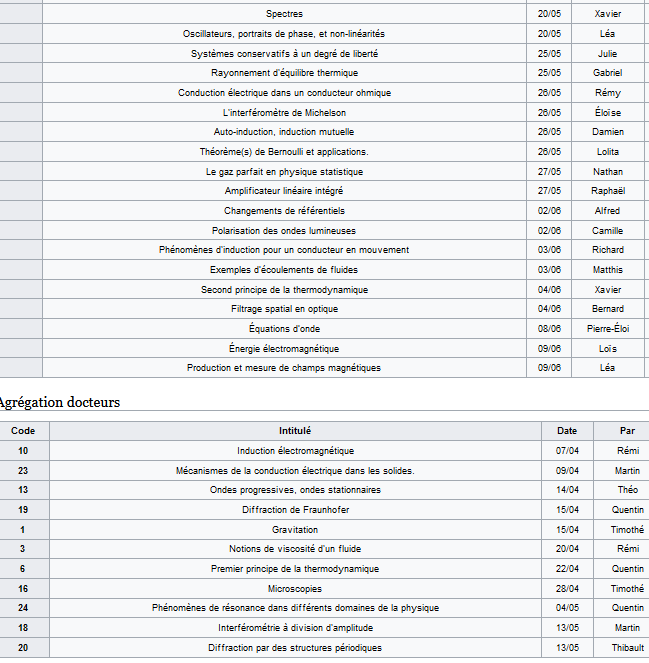 Spectres 20/05 Xavier
Oscillateurs, portraits de phase, et non-linéarités 20/05 Léa
Systèmes conservatifs à un degré de liberté 25/05 Julie
Rayonnement d'équilibre thermique 25/05 Gabriel
Conduction électrique dans un conducteur ohmique 26/05 Rémy
L'interféromètre de Michelson 26/05 Éloïse
Auto-induction, induction mutuelle 26/05 Damien
Théorème(s) de Bernoulli et applications. 26/05 Lolita
Le gaz parfait en physique statistique 27/05 Nathan
Amplificateur linéaire intégré 27/05 Raphaël
Changements de référentiels 02/06 Alfred
Polarisation des ondes lumineuses 02/06 Camille
Phénomènes d'induction pour un conducteur en mouvement 03/06 Richard
Exemples d'écoulements de fluides 03/06 Matthis
Second principe de la thermodynamique 04/06 Xavier
Filtrage spatial en optique 04/06 Bernard
Équations d'onde 08/06 Pierre-Éloi
Énergie électromagnétique 09/06 Loïs
Production et mesure de champs magnétiques 09/06 Léa
Agrégation docteurs
Code Intitulé Date Par
10 Induction électromagnétique 07/04 Rémi
23 Mécanismes de la conduction électrique dans les solides. 09/04 Martin
13 Ondes progressives, ondes stationnaires 14/04 Théo
19 Diffraction de Fraunhofer 15/04 Quentin
1 Gravitation 15/04 Timothé
3 Notions de viscosité d'un fluide 20/04 Rémi
6 Premier principe de la thermodynamique 22/04 Quentin
16 Microscopies 28/04 Timothé
24 Phénomènes de résonance dans différents domaines de la physique 04/05 Quentin
18 Interférométrie à division d'amplitude 13/05 Martin
20 Diffraction par des structures périodiques 13/05 Thibault